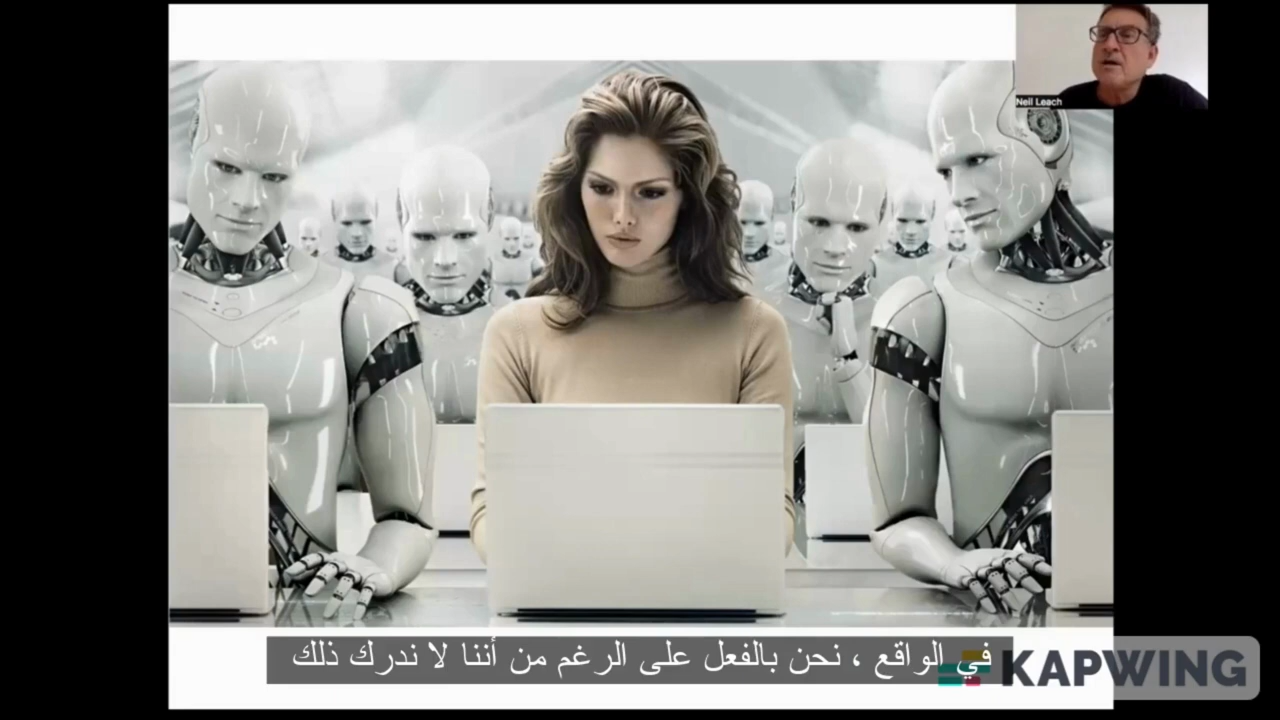 Neil Leach
في الواقع ، نحن بالفعل على الرغم من أننا لا ندرك ذلك
KAPWING